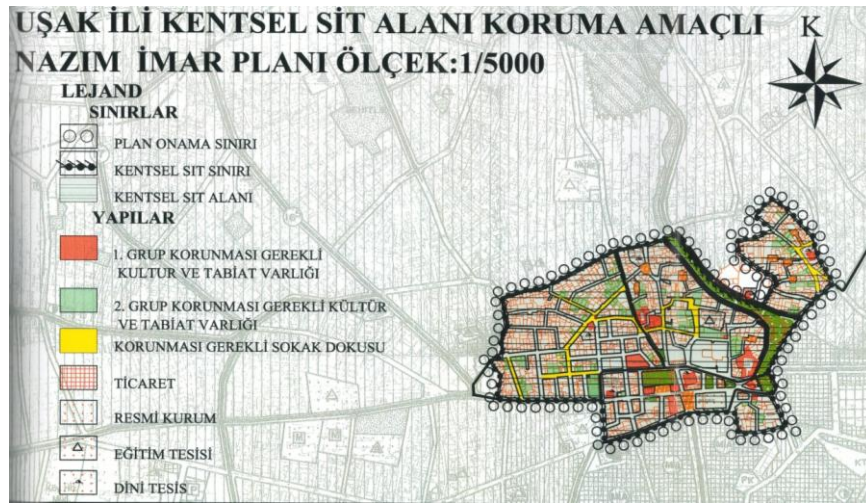 UŞAK İLİ KENTSEL SİT ALANI KORUMA AMAÇLI
NAZIM İMAR PLANI ÖLÇEK:1/5000
K
LEJAND
SINIRLAR
PLAN ONAMA SINIRI
KENTSEL SIT SINIRI
KENTSEL SIT ALANI
YAPILAR
1. GRUP KORUNMASI GEREKLİ
KULTUR VE TABİAT VARLIĞI
2. GRUP KORUNMASI GEREKLİ KÜLTÜR
VE TABİAT VARLIĞI
KORUNMASI GEREKLİ SOKAK DOKUSU
TİCARET
RESMİ KURUM
EĞİTİM TESİSİ
DİNİ TESİS